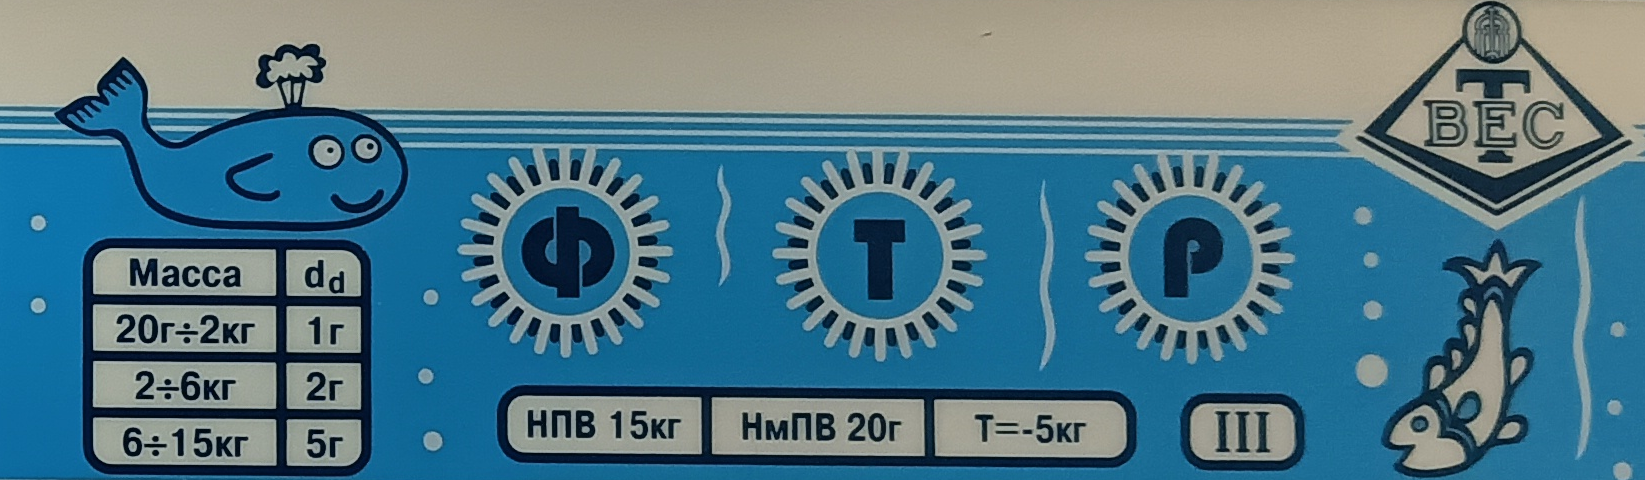 Т
ВЕС
Масса dd
20г÷2кг 1г
2÷6кг 2г
6÷15кг 5г
Ф Т Р
НПВ 15кг НмПВ 20г Т=-5кг III